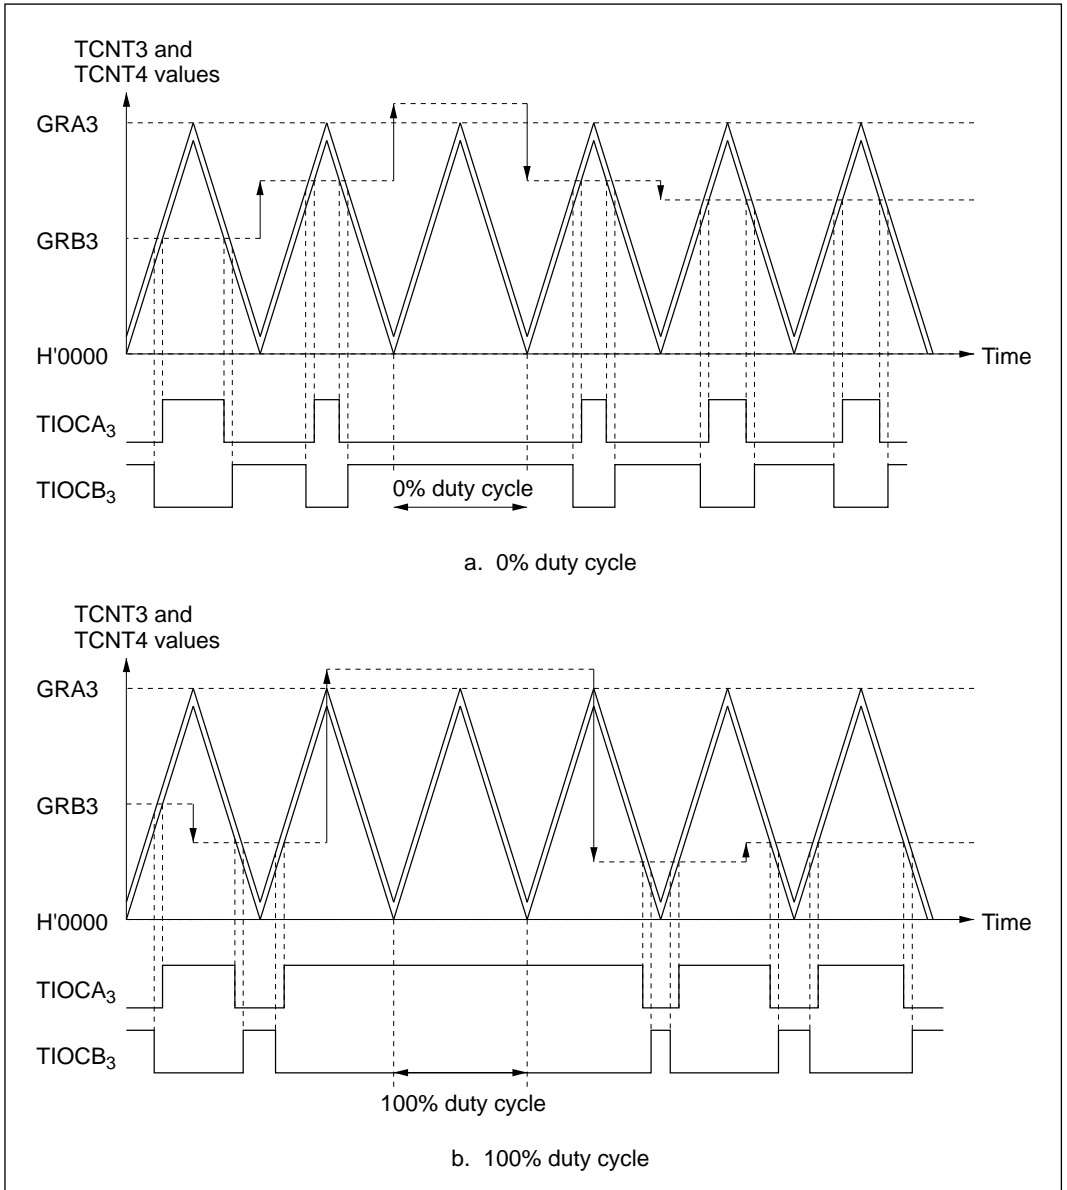 TCNT3 and
TCNT4 values
GRA3
GRB3
H'0000
Time
TIOCA3
TIOCB3
0% duty cycle
a. 0% duty cycle
TCNT3 and
TCNT4 values
GRA3
GRB3
H'0000
Time
TIOCA3
TIOCB3
100% duty cycle
b. 100% duty cycle